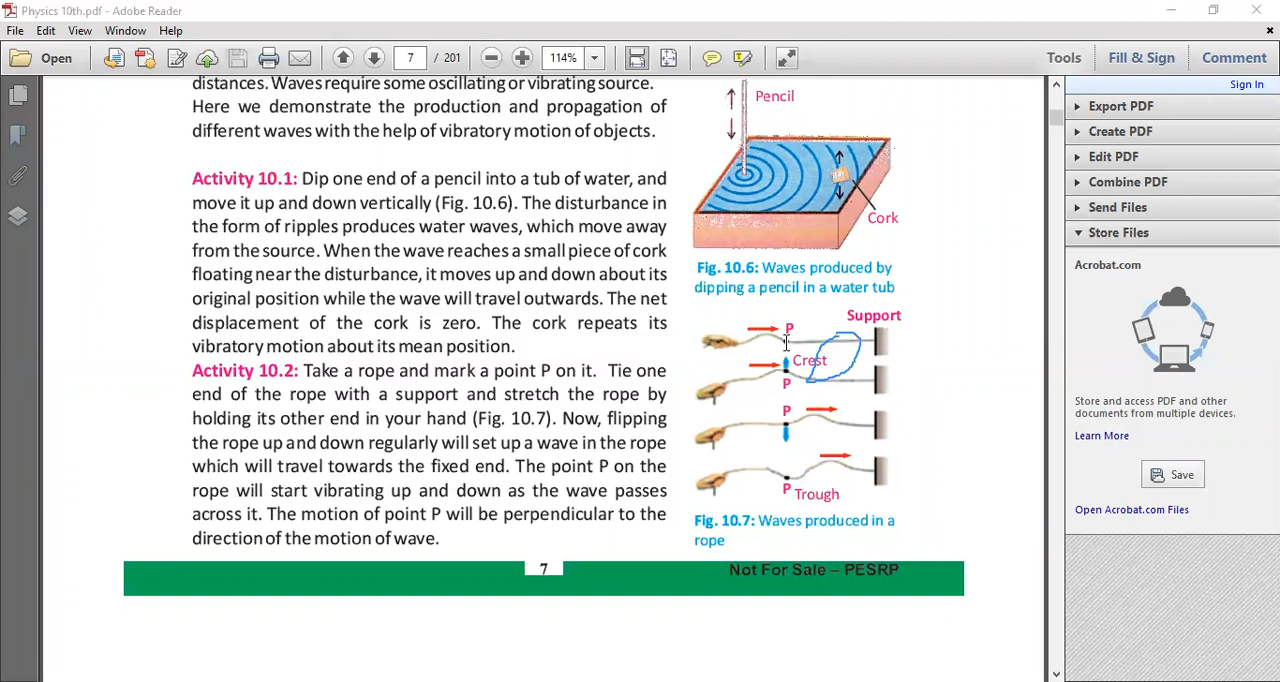 Physics 10th.pdf - Adobe Reader
File Edit View Window Help
Open 7 / 201 114% Tools Fill & Sign Comment
distances. Waves require some oscillating or vibrating source.
Here we demonstrate the production and propagation of
different waves with the help of vibratory motion of objects.
Activity 10.1: Dip one end of a pencil into a tub of water, and
move it up and down vertically (Fig. 10.6). The disturbance in
the form of ripples produces water waves, which move away
from the source. When the wave reaches a small piece of cork
floating near the disturbance, it moves up and down about its
original position while the wave will travel outwards. The net
displacement of the cork is zero. The cork repeats its
vibratory motion about its mean position.
Activity 10.2: Take a rope and mark a point P on it. Tie one
end of the rope with a support and stretch the rope by
holding its other end in your hand (Fig. 10.7). Now, flipping
the rope up and down regularly will set up a wave in the rope
which will travel towards the fixed end. The point P on the
rope will start vibrating up and down as the wave passes
across it. The motion of point P will be perpendicular to the
direction of the motion of wave.
Pencil
Cork
Fig. 10.6: Waves produced by
dipping a pencil in a water tub
Support
P
Crest
P
P
P Trough
Fig. 10.7: Waves produced in a
rope
7
Not For Sale – PESRP
Sign In
Export PDF
Create PDF
Edit PDF
Combine PDF
Send Files
Store Files
Acrobat.com
Store and access PDF and other
documents from multiple devices.
Learn More
Save
Open Acrobat.com Files